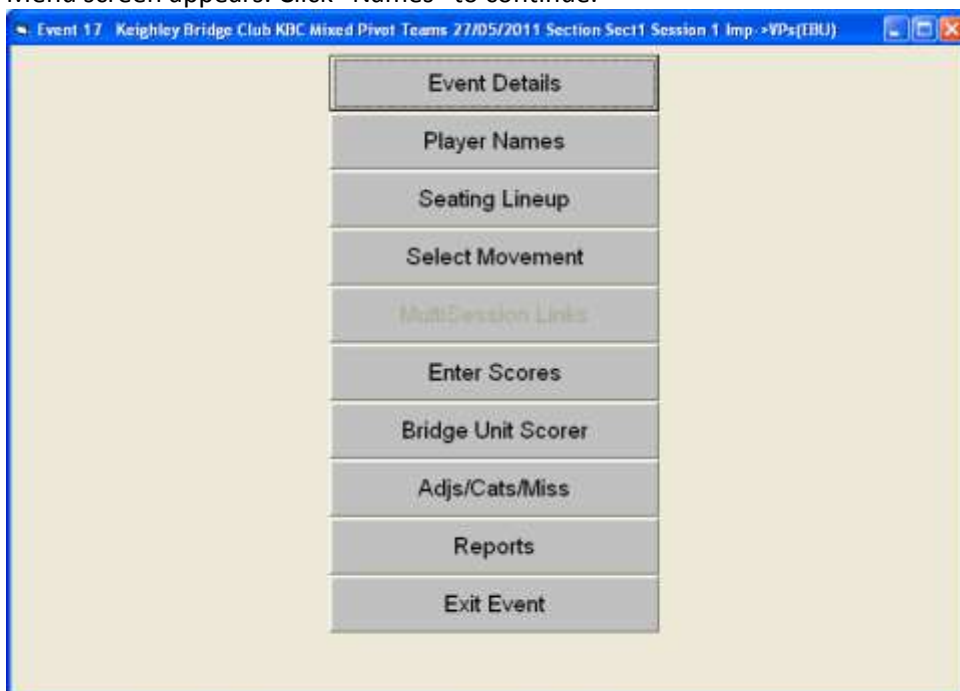 Menu screen appears. Click "Names" to continue.
Event 17 Keighley Bridge Club KBC Mixed Pivot Teams 27/05/2011 Section Sect1 Session 1 Imp->VPs(EBU)
Event Details
Player Names
Seating Lineup
Select Movement
MultiSession Links
Enter Scores
Bridge Unit Scorer
Adjs/Cats/Miss
Reports
Exit Event